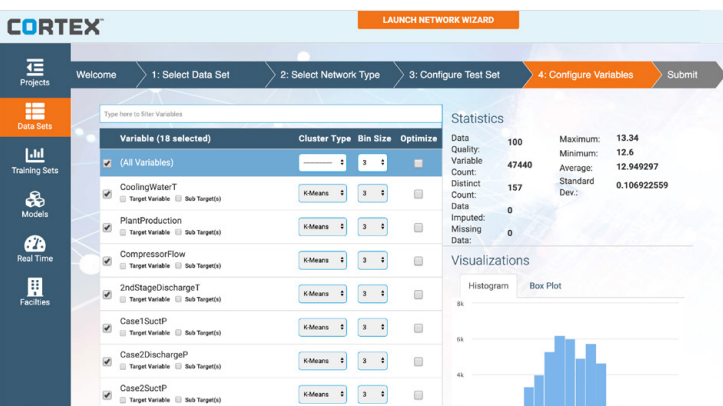 CORTEX
LAUNCH NETWORK WIZARD
Projects
Data Sets
Training Sets
Models
Real Time
Facilties
Welcome
1: Select Data Set
2: Select Network Type
3: Configure Test Set
4: Configure Variables
Submit
Type here to filter Variables
Variable (18 selected) Cluster Type Bin Size Optimize
(All Variables) 3
CoolingWaterT
Target Variable Sub Target(s)
K-Means 3
PlantProduction
Target Variable Sub Target(s)
K-Means 3
CompressorFlow
Target Variable Sub Target(s)
K-Means 3
2ndStageDischargeT
Target Variable Sub Target(s)
K-Means 3
Case1SuctP
Target Variable Sub Target(s)
K-Means 3
Case2DischargeP
Target Variable Sub Target(s)
K-Means 3
Case2SuctP
Target Variable Sub Target(s)
K-Means 3
Statistics
Data Quality: 100
Variable Count: 47440
Distinct Count: 157
Data Imputed: 0
Missing Data: 0
Maximum: 13.34
Minimum: 12.6
Average: 12.949297
Standard Dev.: 0.106922559
Visualizations
Histogram
Box Plot
8k
6k
4k